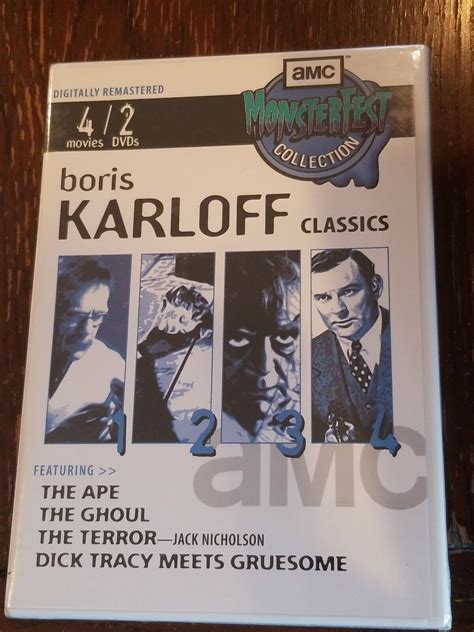 DIGITALLY REMASTERED
amc™
MONSTERFEST
COLLECTION
4/2
movies DVDs
boris
KARLOFF CLASSICS
1 2 3 4
amc
FEATURING >>
THE APE
THE GHOUL
THE TERROR—JACK NICHOLSON
DICK TRACY MEETS GRUESOME